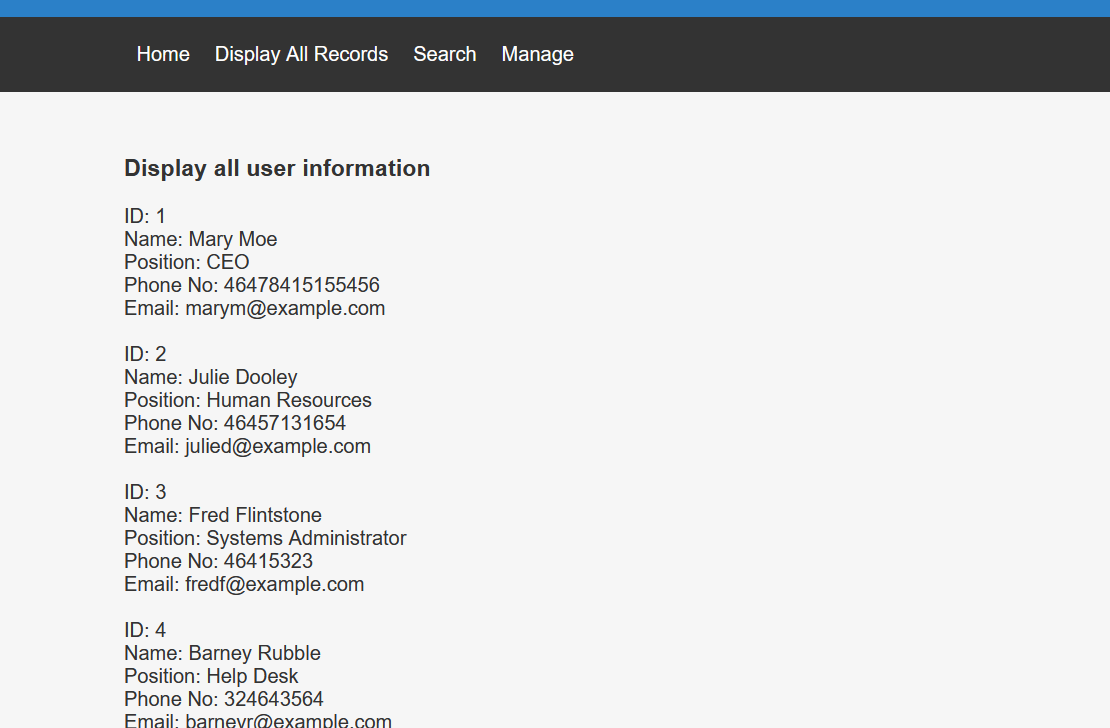 Home Display All Records Search Manage
Display all user information
ID: 1
Name: Mary Moe
Position: CEO
Phone No: 46478415155456
Email: marym@example.com
ID: 2
Name: Julie Dooley
Position: Human Resources
Phone No: 46457131654
Email: julied@example.com
ID: 3
Name: Fred Flintstone
Position: Systems Administrator
Phone No: 46415323
Email: fredf@example.com
ID: 4
Name: Barney Rubble
Position: Help Desk
Phone No: 324643564
Email: barneyr@example.com